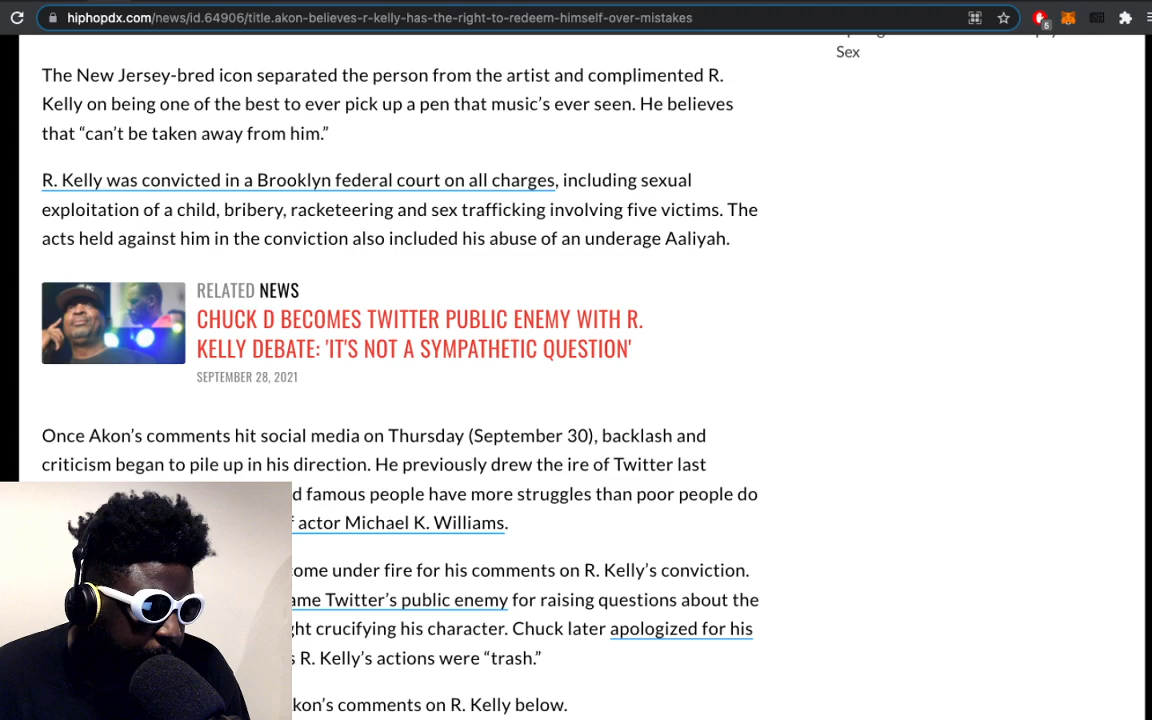 hiphopdx.com/news/id.64906/title.akon-believes-r-kelly-has-the-right-to-redeem-himself-over-mistakes
5
Sex
The New Jersey-bred icon separated the person from the artist and complimented R.
Kelly on being one of the best to ever pick up a pen that music’s ever seen. He believes
that “can’t be taken away from him.”
R. Kelly was convicted in a Brooklyn federal court on all charges, including sexual
exploitation of a child, bribery, racketeering and sex trafficking involving five victims. The
acts held against him in the conviction also included his abuse of an underage Aaliyah.
RELATED NEWS
CHUCK D BECOMES TWITTER PUBLIC ENEMY WITH R.
KELLY DEBATE: 'IT'S NOT A SYMPATHETIC QUESTION'
SEPTEMBER 28, 2021
Once Akon’s comments hit social media on Thursday (September 30), backlash and
criticism began to pile up in his direction. He previously drew the ire of Twitter last
d famous people have more struggles than poor people do
f actor Michael K. Williams.
ome under fire for his comments on R. Kelly’s conviction.
ame Twitter’s public enemy for raising questions about the
ht crucifying his character. Chuck later apologized for his
s R. Kelly’s actions were “trash.”
kon’s comments on R. Kelly below.